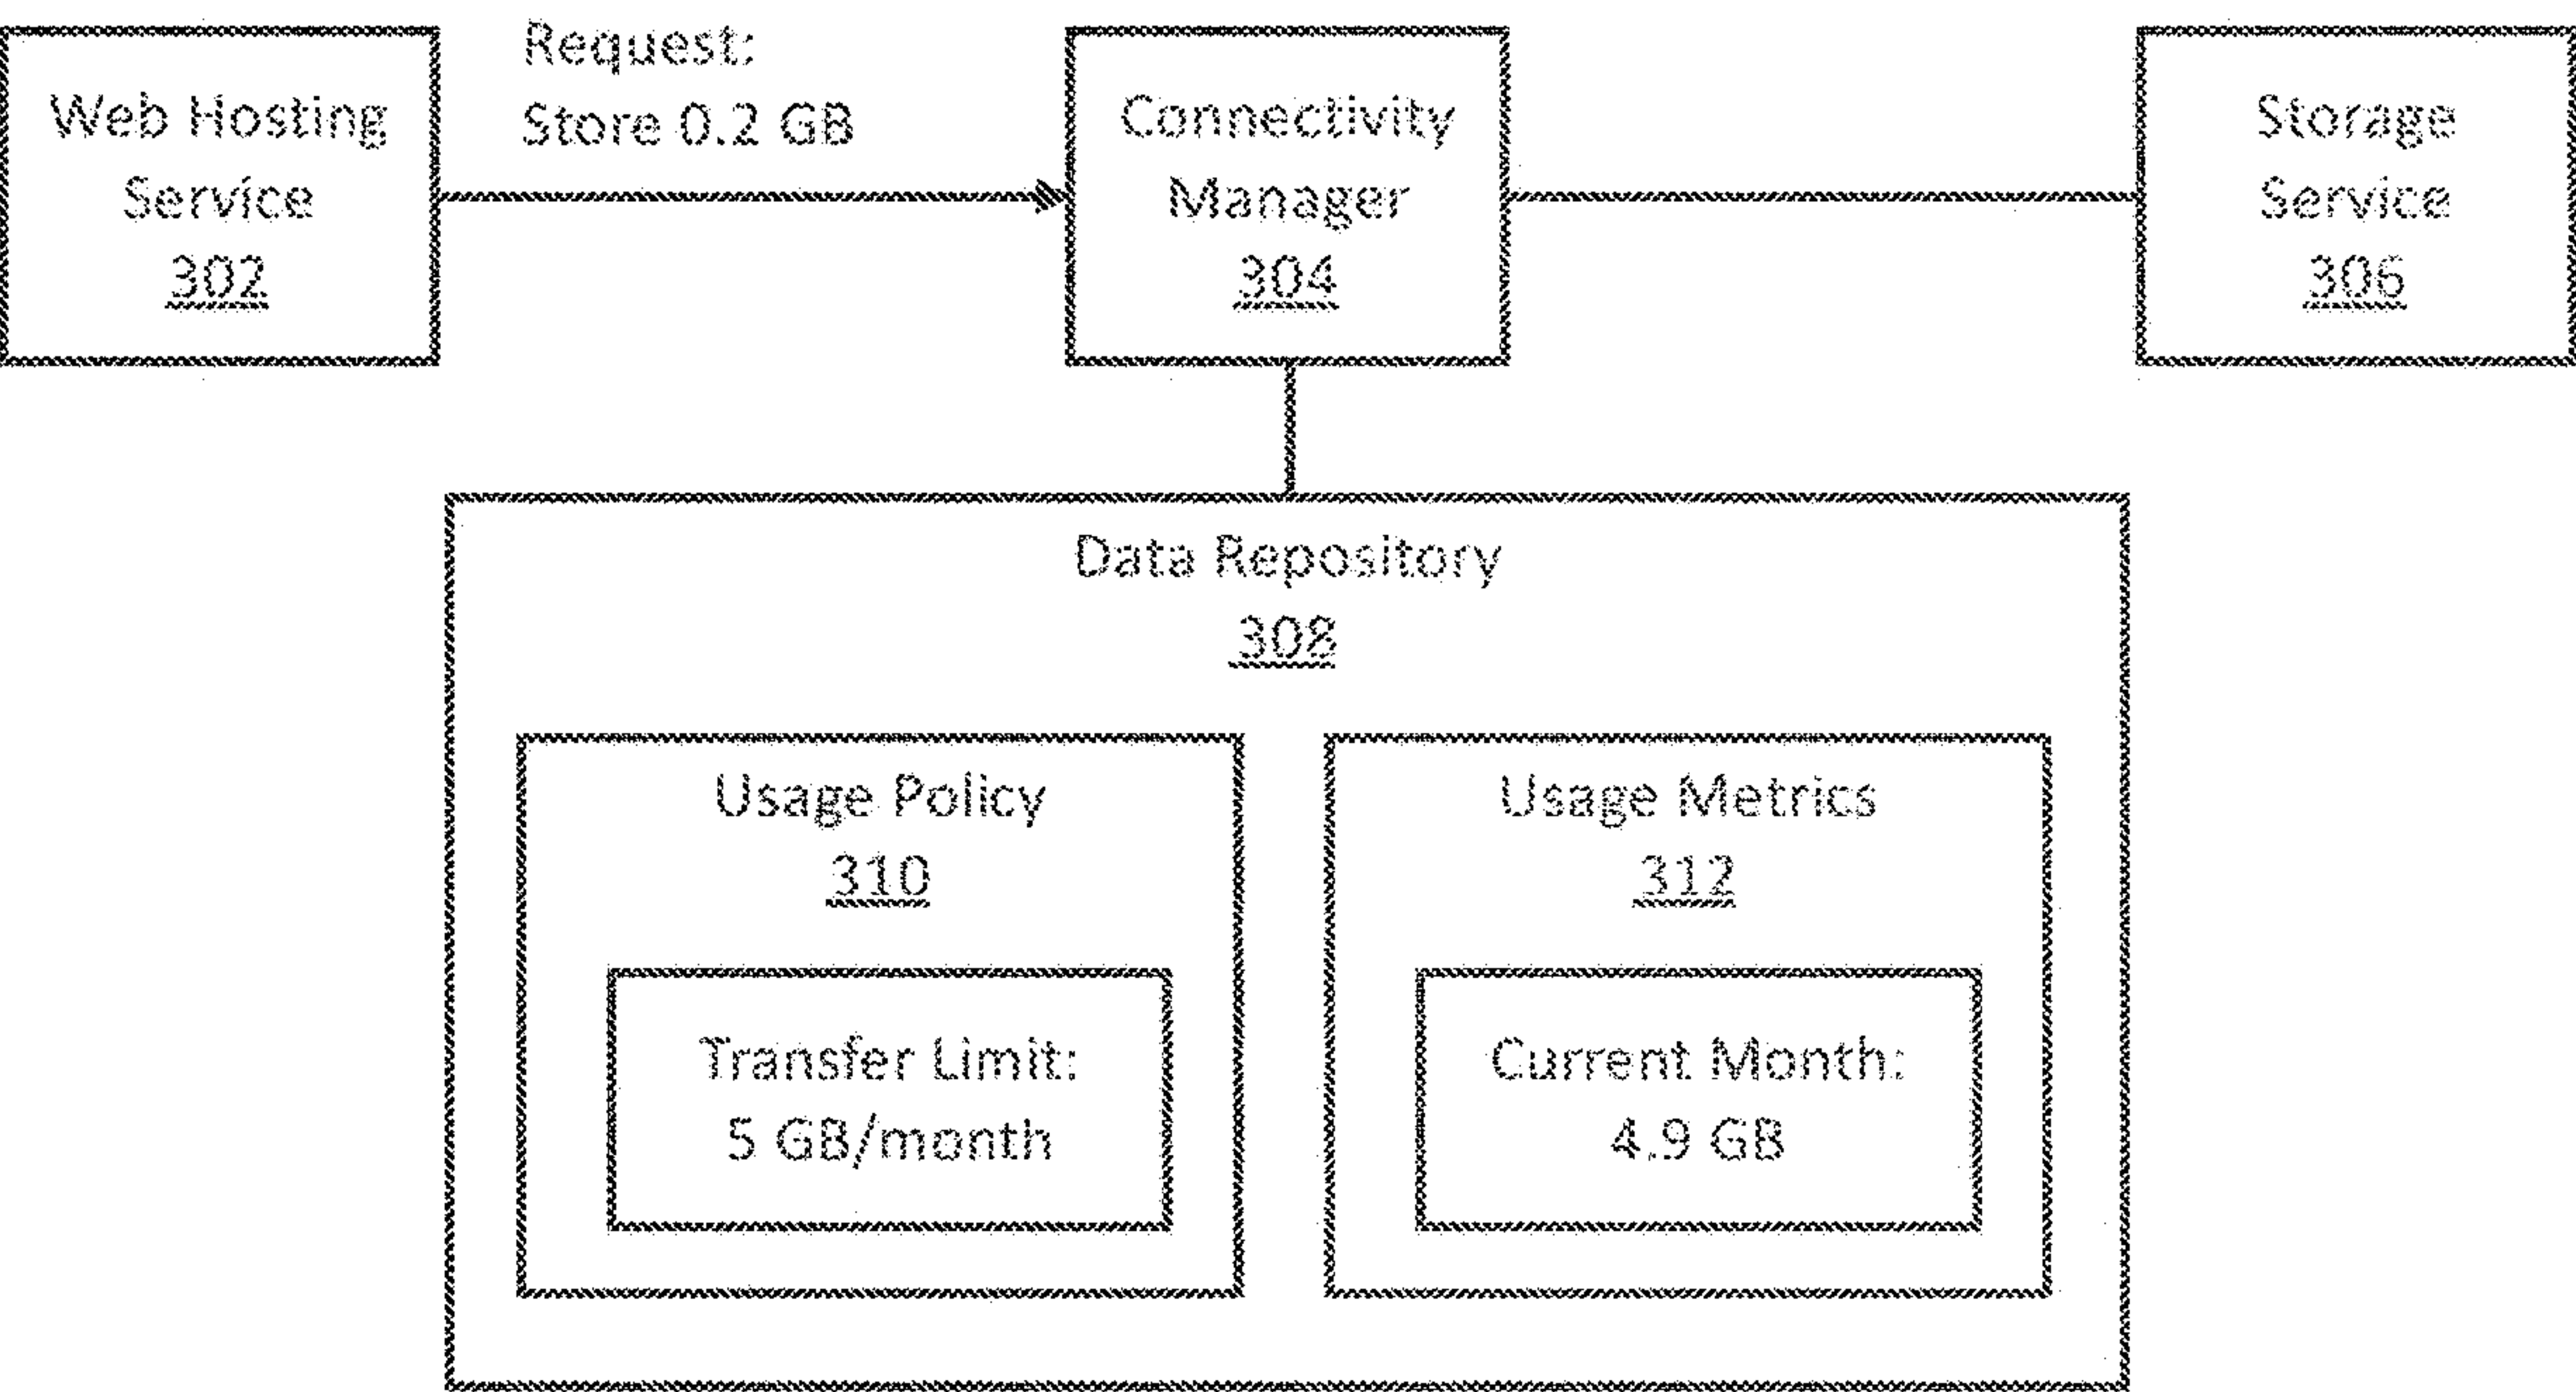 Web Hosting
Service
302
Request:
Store 0.2 GB
Connectivity
Manager
304
Storage
Service
306
Data Repository
308
Usage Policy
310
Transfer Limit:
5 GB/month
Usage Metrics
312
Current Month:
4.9 GB